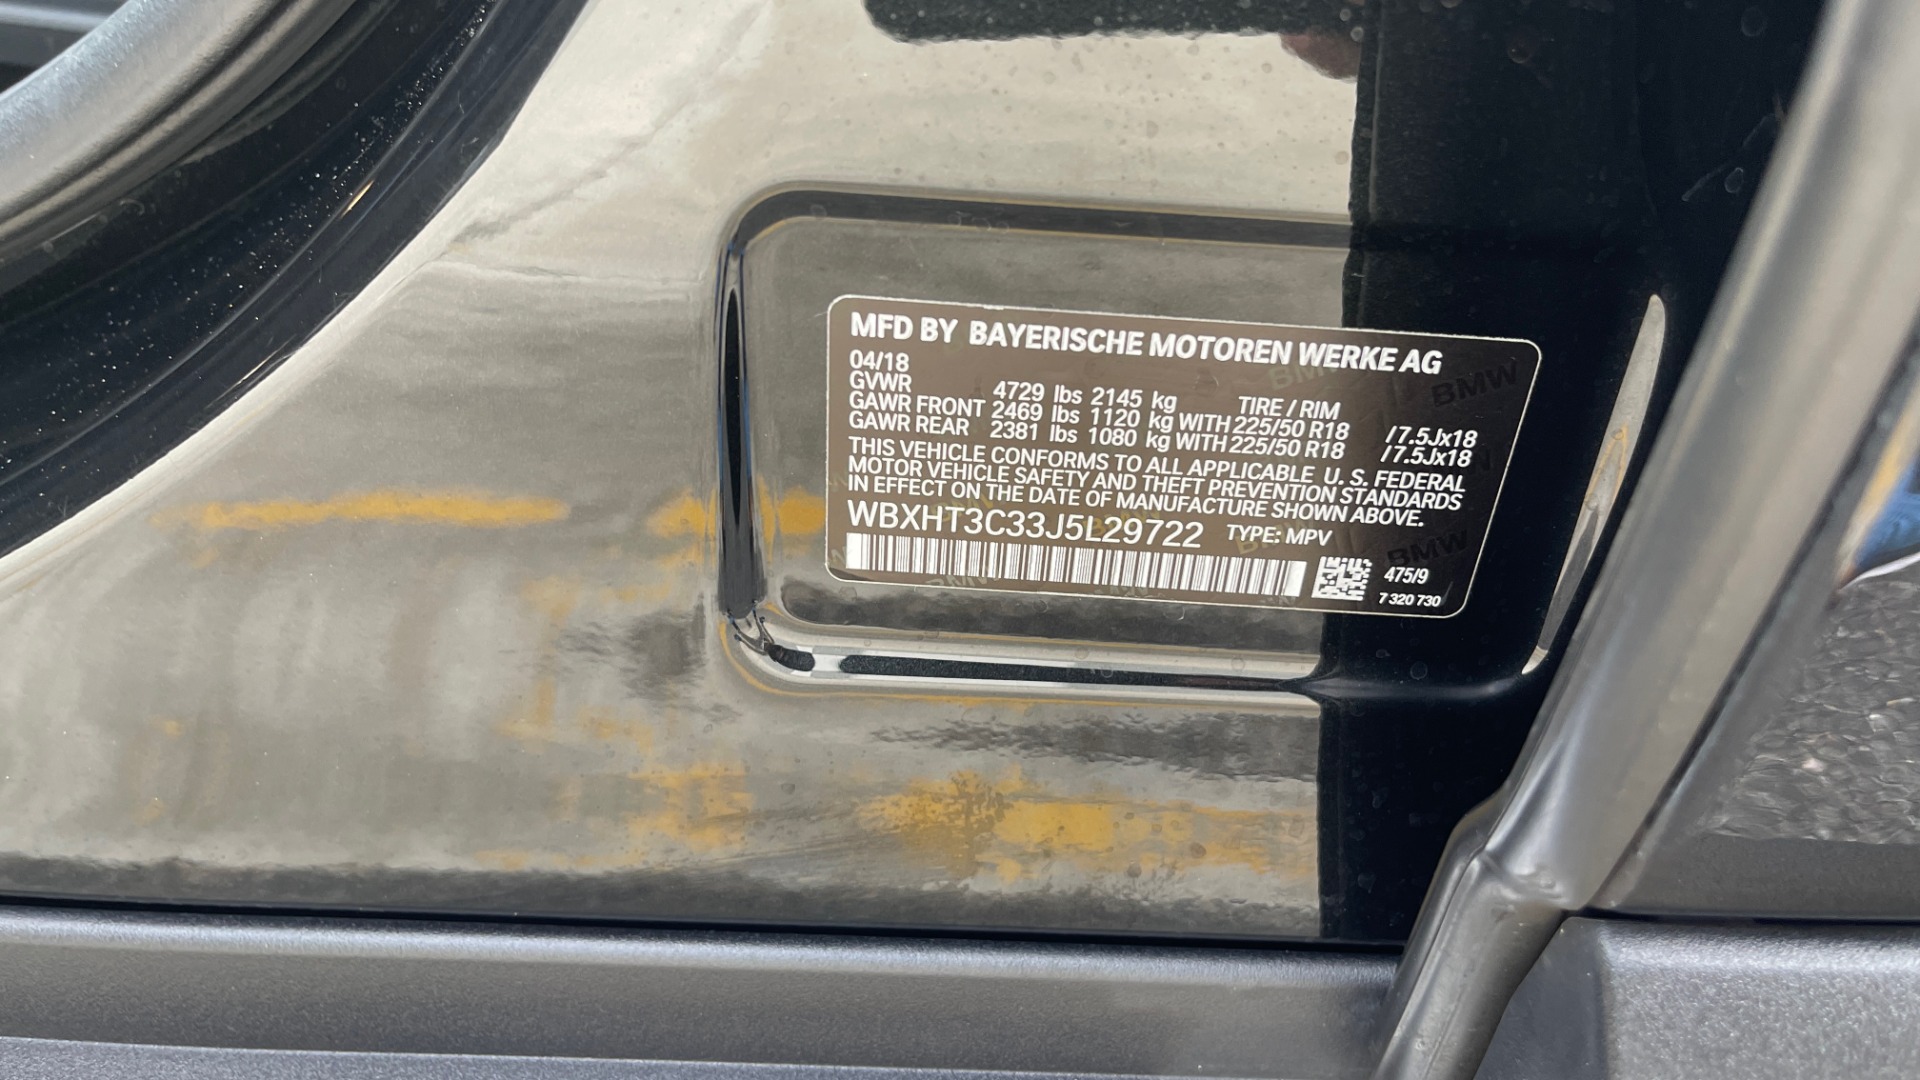 MFD BY BAYERISCHE MOTOREN WERKE AG
04/18
GVWR 4729 lbs 2145 kg TIRE / RIM
GAWR FRONT 2469 lbs 1120 kg WITH 225/50 R18 / 7.5Jx18
GAWR REAR 2381 lbs 1080 kg WITH 225/50 R18 / 7.5Jx18
THIS VEHICLE CONFORMS TO ALL APPLICABLE U. S. FEDERAL
MOTOR VEHICLE SAFETY AND THEFT PREVENTION STANDARDS
IN EFFECT ON THE DATE OF MANUFACTURE SHOWN ABOVE.
WBXHT3C33J5L29722 TYPE: MPV
475/9
7 320 730
BMW
BMW
BMW